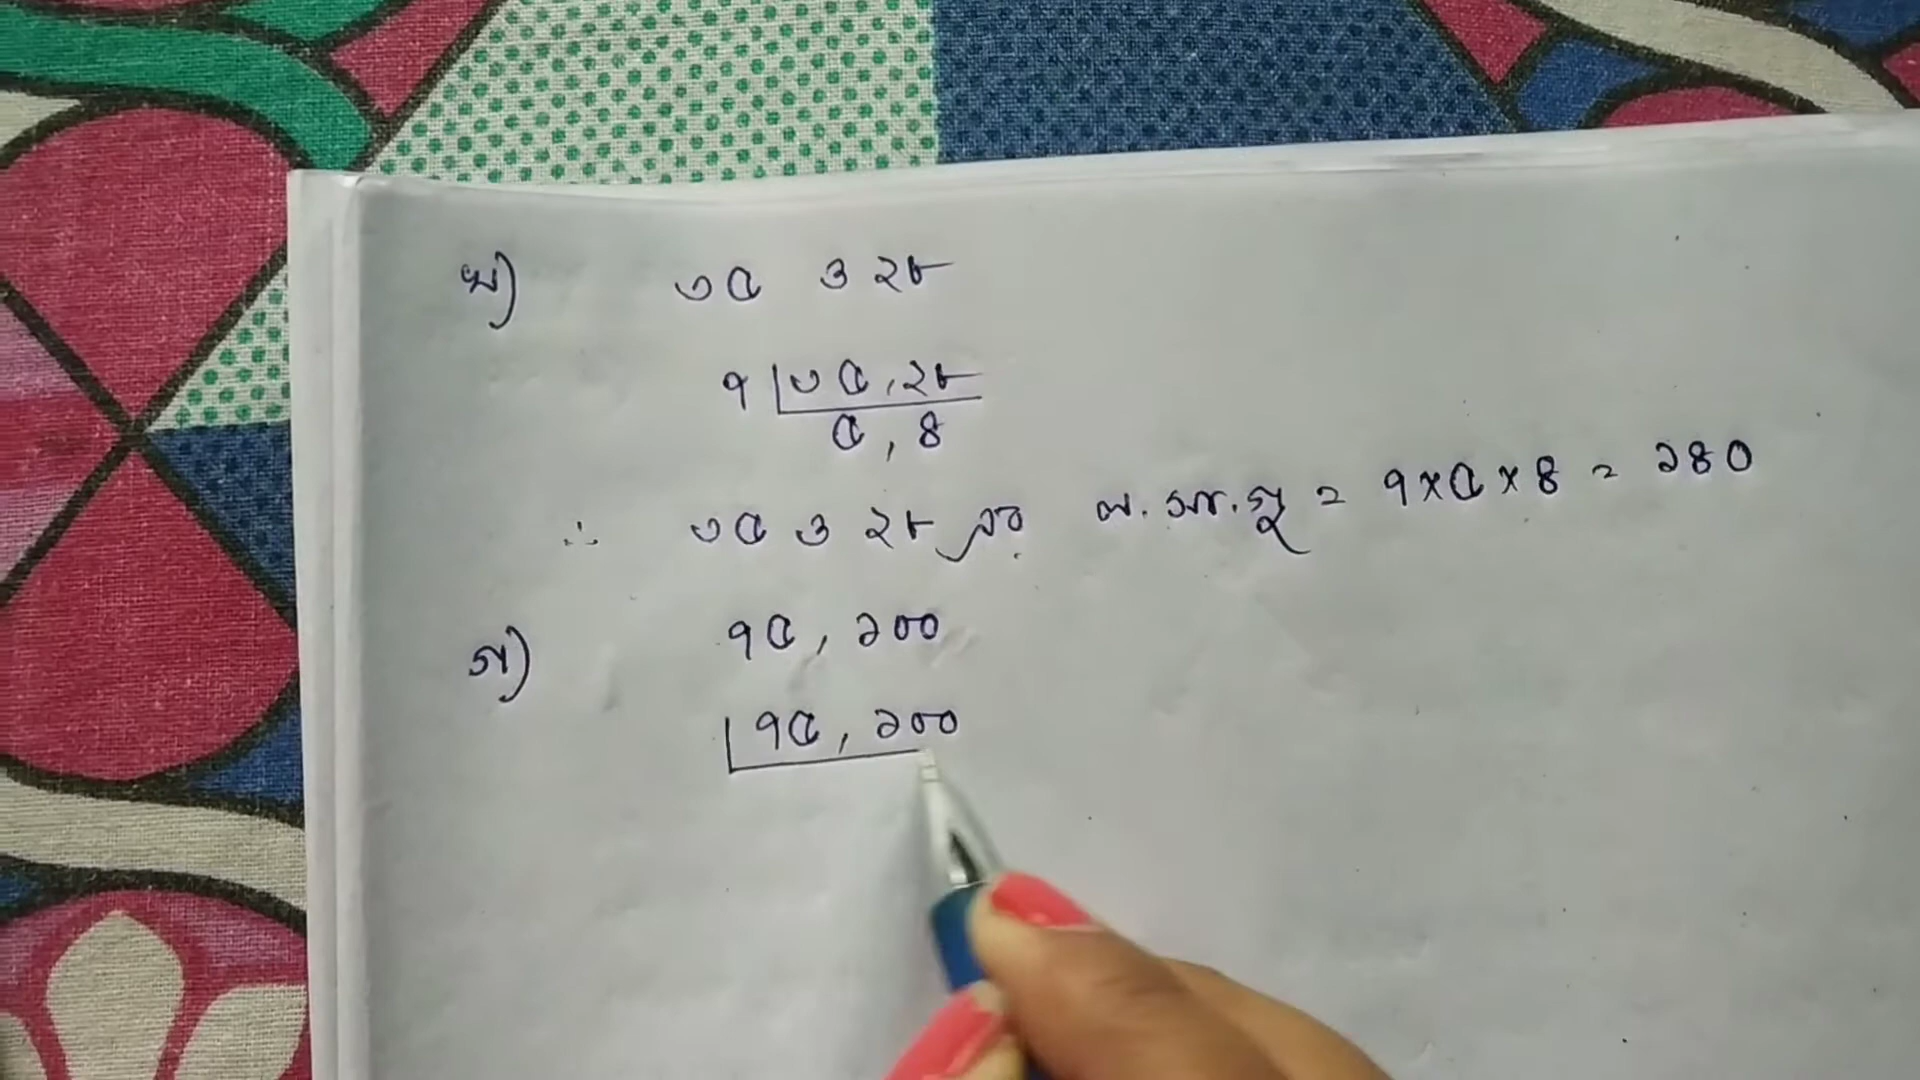 খ) ৩৫ ও ২৮
৭ | ৩৫, ২৮
৫, ৪
∴ ৩৫ ও ২৮ এর ল. সা. গু = ৭×৫×৪ = ১৪০
গ) ৭৫, ১০০
৭৫, ১০০